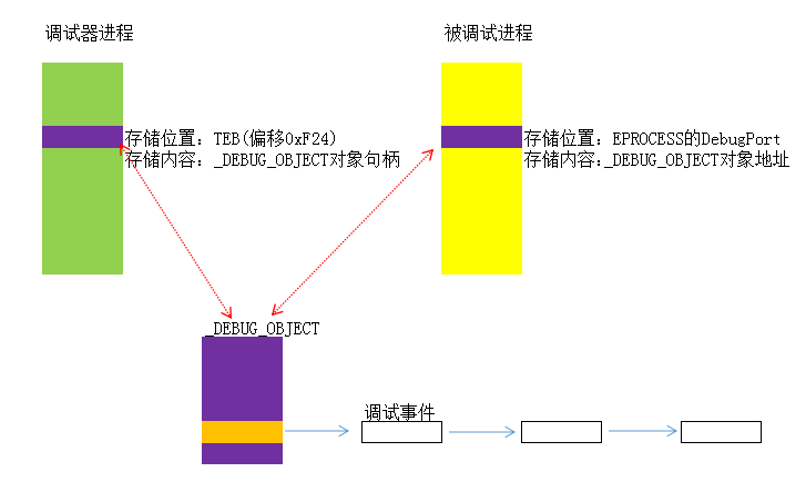 调试器进程
被调试进程
存储位置：TEB(偏移0xF24)
存储内容：_DEBUG_OBJECT对象句柄
存储位置：EPROCESS的DebugPort
存储内容：_DEBUG_OBJECT对象地址
_DEBUG_OBJECT
调试事件